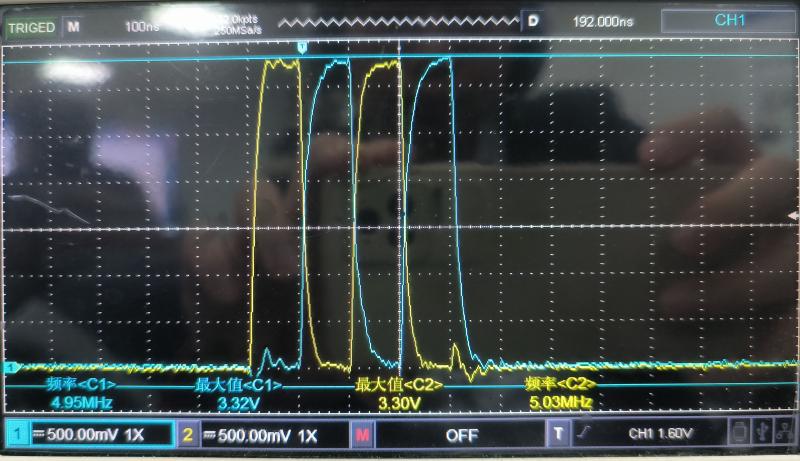 TRIGED M 100ns 250MSa/s D 192.000ns CH1
T
1
频率<C1> 最大值<C1> 最大值<C2> 频率<C2>
4.95MHz 3.32V 3.30V 5.03MHz
1 500.00mV 1X 2 500.00mV 1X M OFF T CH1 1.60V